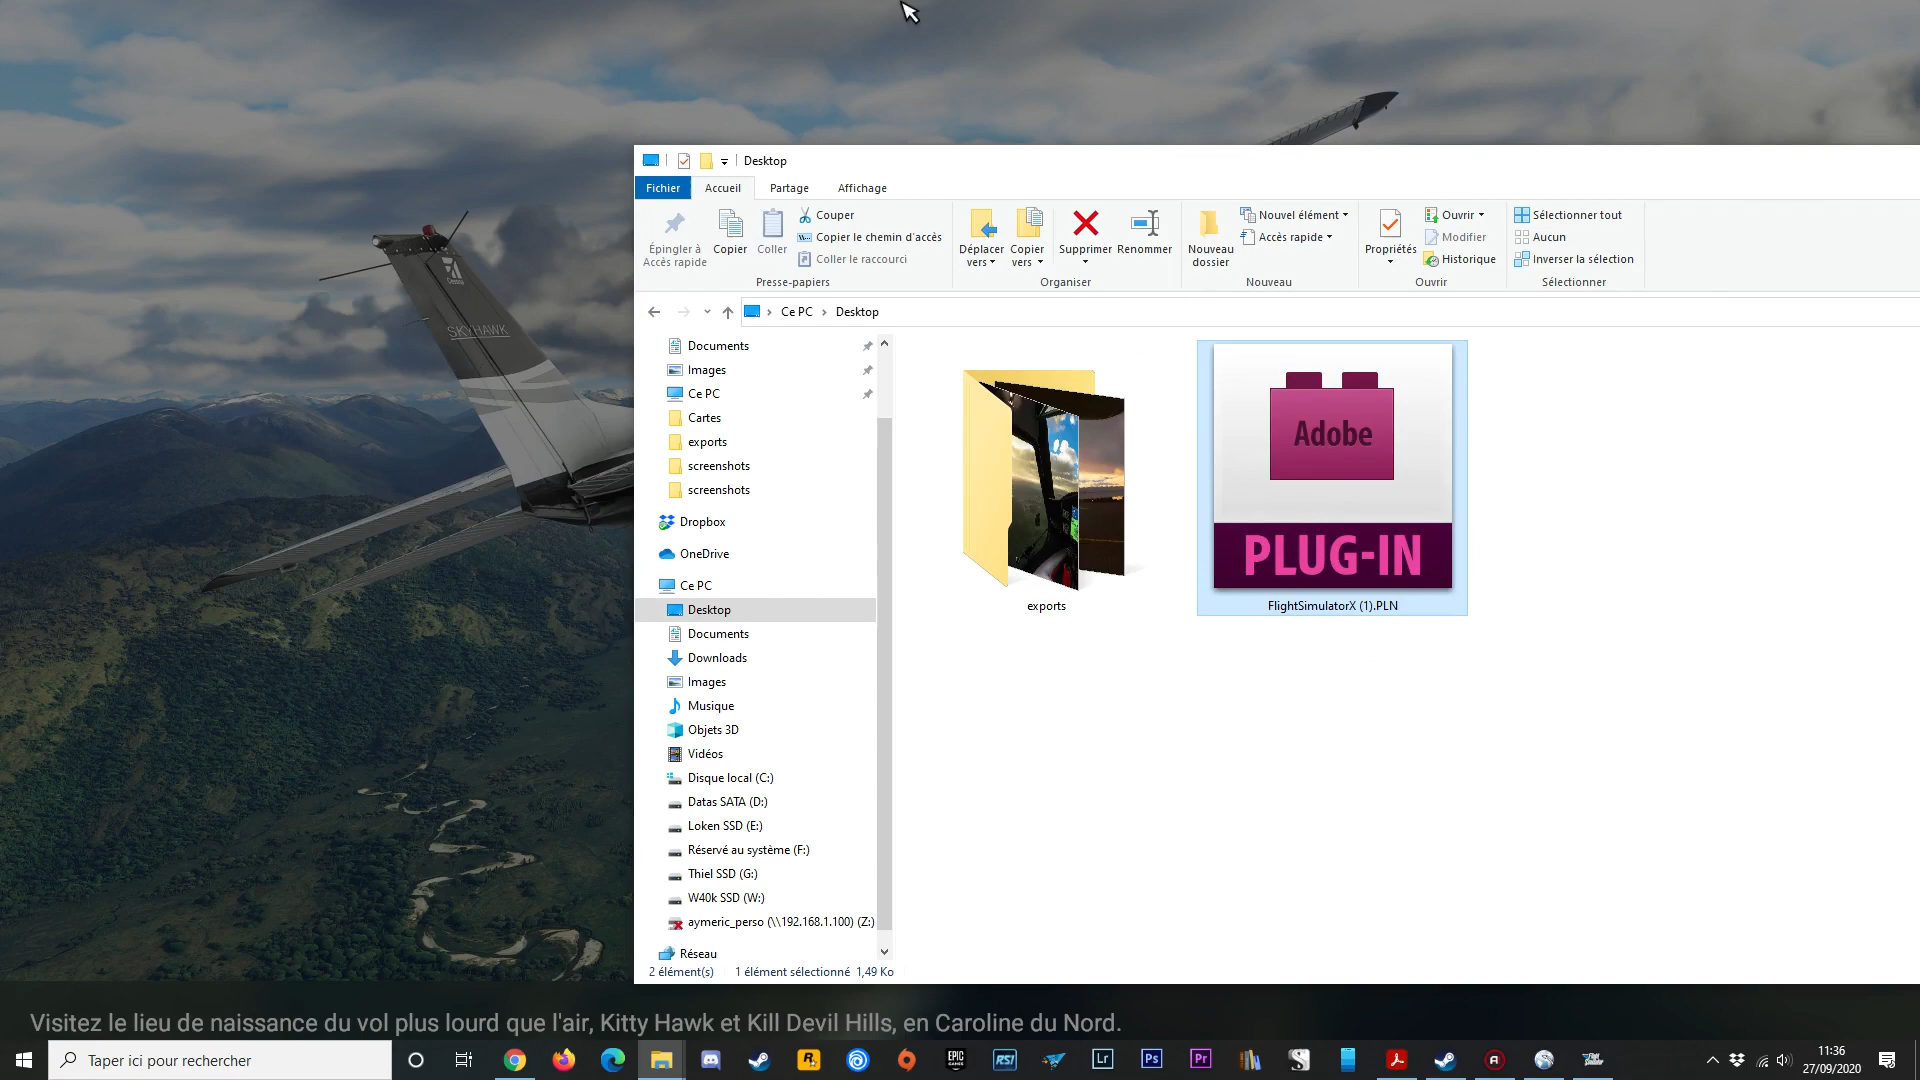 Desktop
Fichier Accueil Partage Affichage
Épingler à Accès rapide
Copier
Coller
Couper
Copier le chemin d'accès
Coller le raccourci
Presse-papiers
Déplacer vers
Copier vers
Supprimer
Renommer
Organiser
Nouveau dossier
Nouvel élément
Accès rapide
Nouveau
Propriétés
Ouvrir
Modifier
Historique
Ouvrir
Sélectionner tout
Aucun
Inverser la sélection
Sélectionner
Ce PC > Desktop
Documents
Images
Ce PC
Cartes
exports
screenshots
screenshots
Dropbox
OneDrive
Ce PC
Desktop
Documents
Downloads
Images
Musique
Objets 3D
Vidéos
Disque local (C:)
Datas SATA (D:)
Loken SSD (E:)
Réservé au système (F:)
Thiel SSD (G:)
W40k SSD (W:)
aymeric_perso (\\192.168.1.100) (Z:)
Réseau
2 élément(s) 1 élément sélectionné 1,49 Ko
exports
Adobe
PLUG-IN
FlightSimulatorX (1).PLN
SKYHAWK
Visitez le lieu de naissance du vol plus lourd que l'air, Kitty Hawk et Kill Devil Hills, en Caroline du Nord.
Taper ici pour rechercher
EPIC GAMES
RSI
Lr
Ps
Pr
11:36
27/09/2020